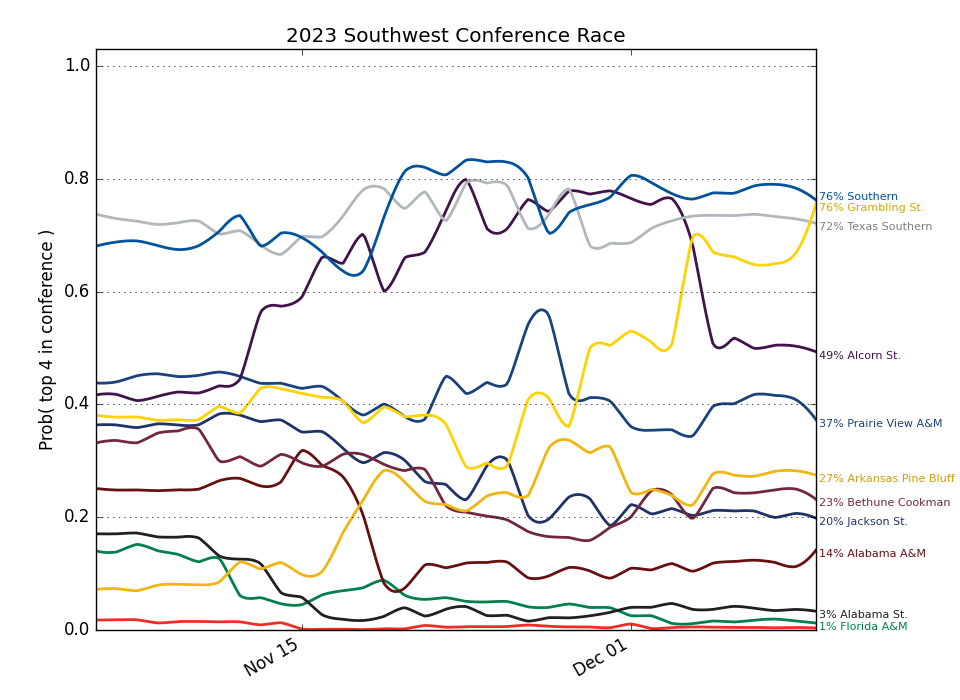 2023 Southwest Conference Race
Prob( top 4 in conference )
1.0
0.8
0.6
0.4
0.2
0.0
Nov 15
Dec 01
76% Southern
76% Grambling St.
72% Texas Southern
49% Alcorn St.
37% Prairie View A&M
27% Arkansas Pine Bluff
23% Bethune Cookman
20% Jackson St.
14% Alabama A&M
3% Alabama St.
1% Florida A&M